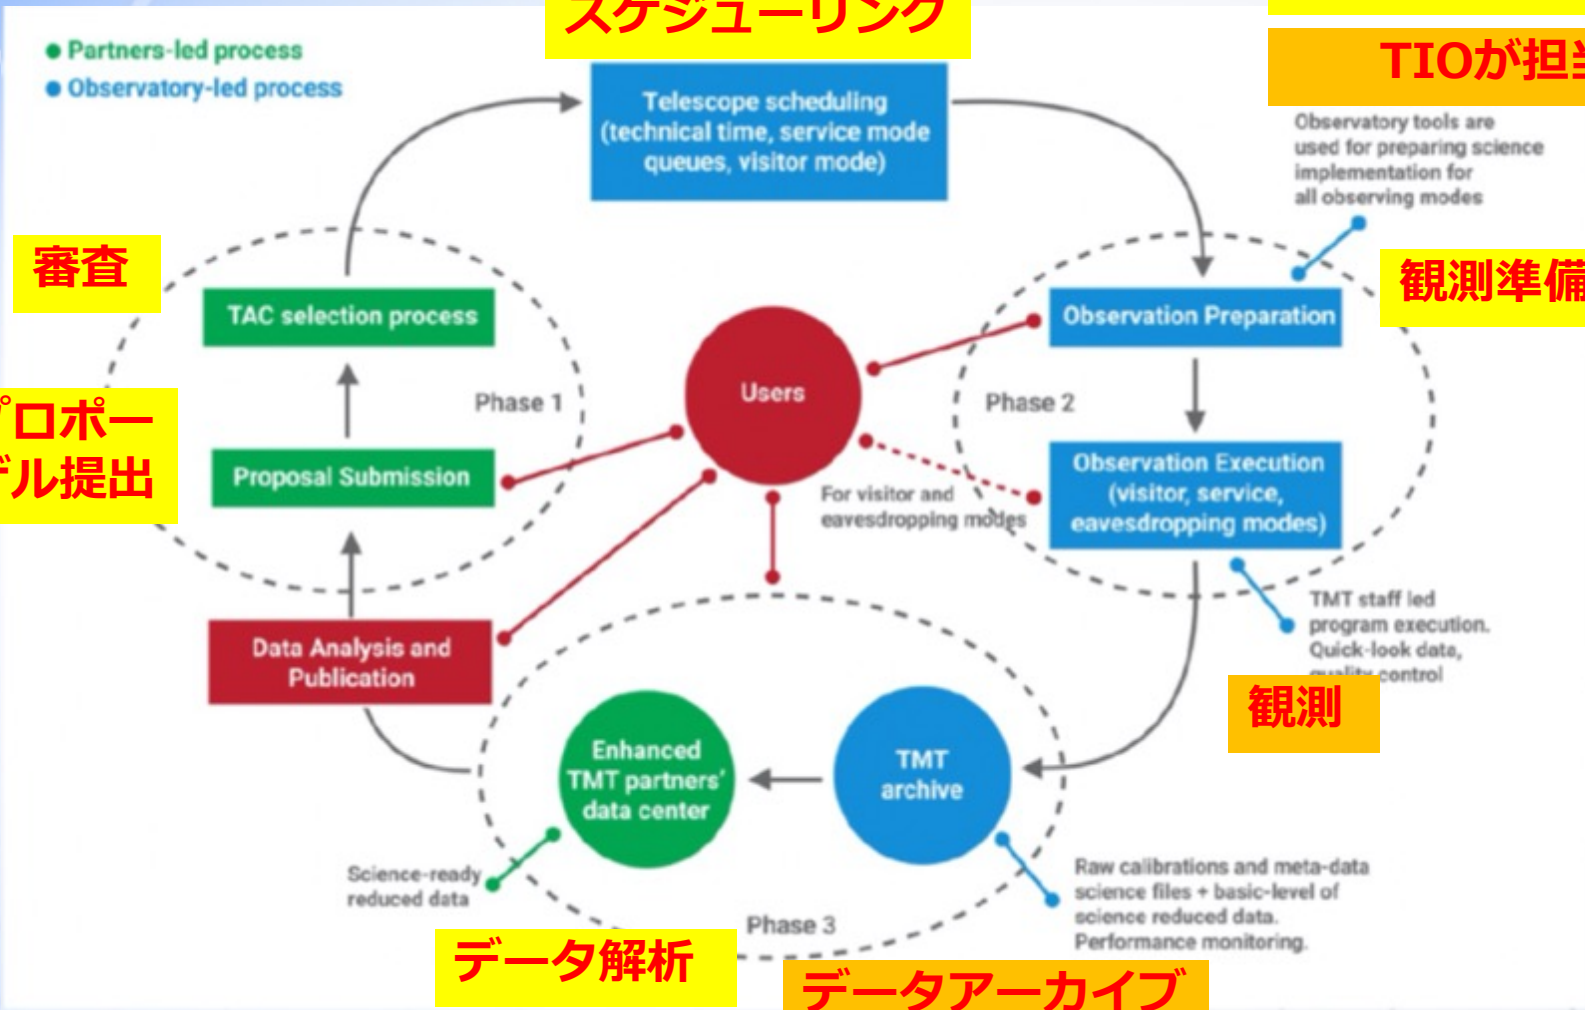 スケジューリング
Partners-led process
Observatory-led process
TIOが担当
Telescope scheduling
(technical time, service mode
queues, visitor mode)
Observatory tools are
used for preparing science
implementation for
all observing modes
審査
観測準備
TAC selection process
Observation Preparation
Users
Phase 1
Phase 2
プロポー
ザル提出
Proposal Submission
Observation Execution
(visitor, service,
eavesdropping modes)
For visitor and
eavesdropping modes
TMT staff led
program execution.
Quick-look data,
quality control
Data Analysis and
Publication
観測
Enhanced
TMT partners'
data center
TMT
archive
Science-ready
reduced data
Raw calibrations and meta-data
science files + basic-level of
science reduced data.
Performance monitoring.
Phase 3
データ解析
データアーカイブ